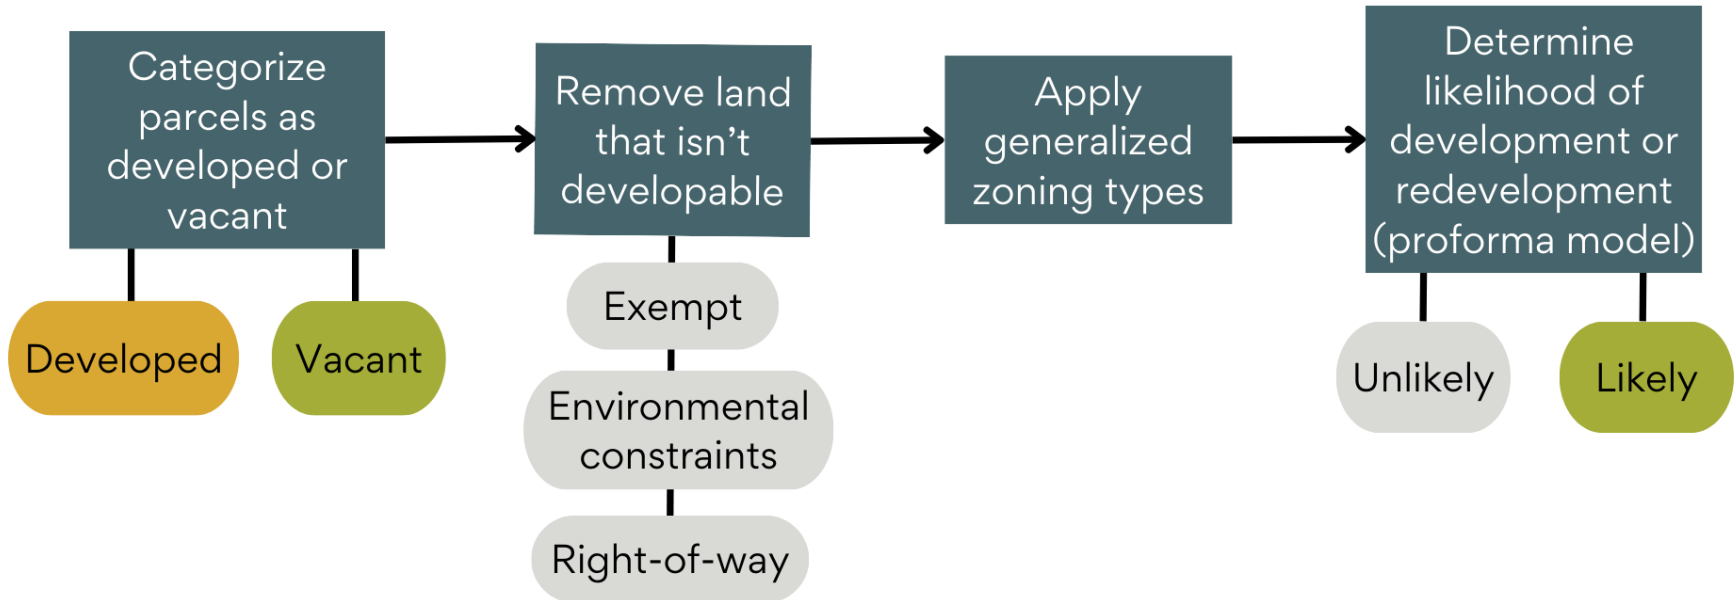 Categorize
parcels as
developed or
vacant
Developed
Vacant
Remove land
that isn’t
developable
Exempt
Environmental
constraints
Right-of-way
Apply
generalized
zoning types
Determine
likelihood of
development or
redevelopment
(proforma model)
Unlikely
Likely